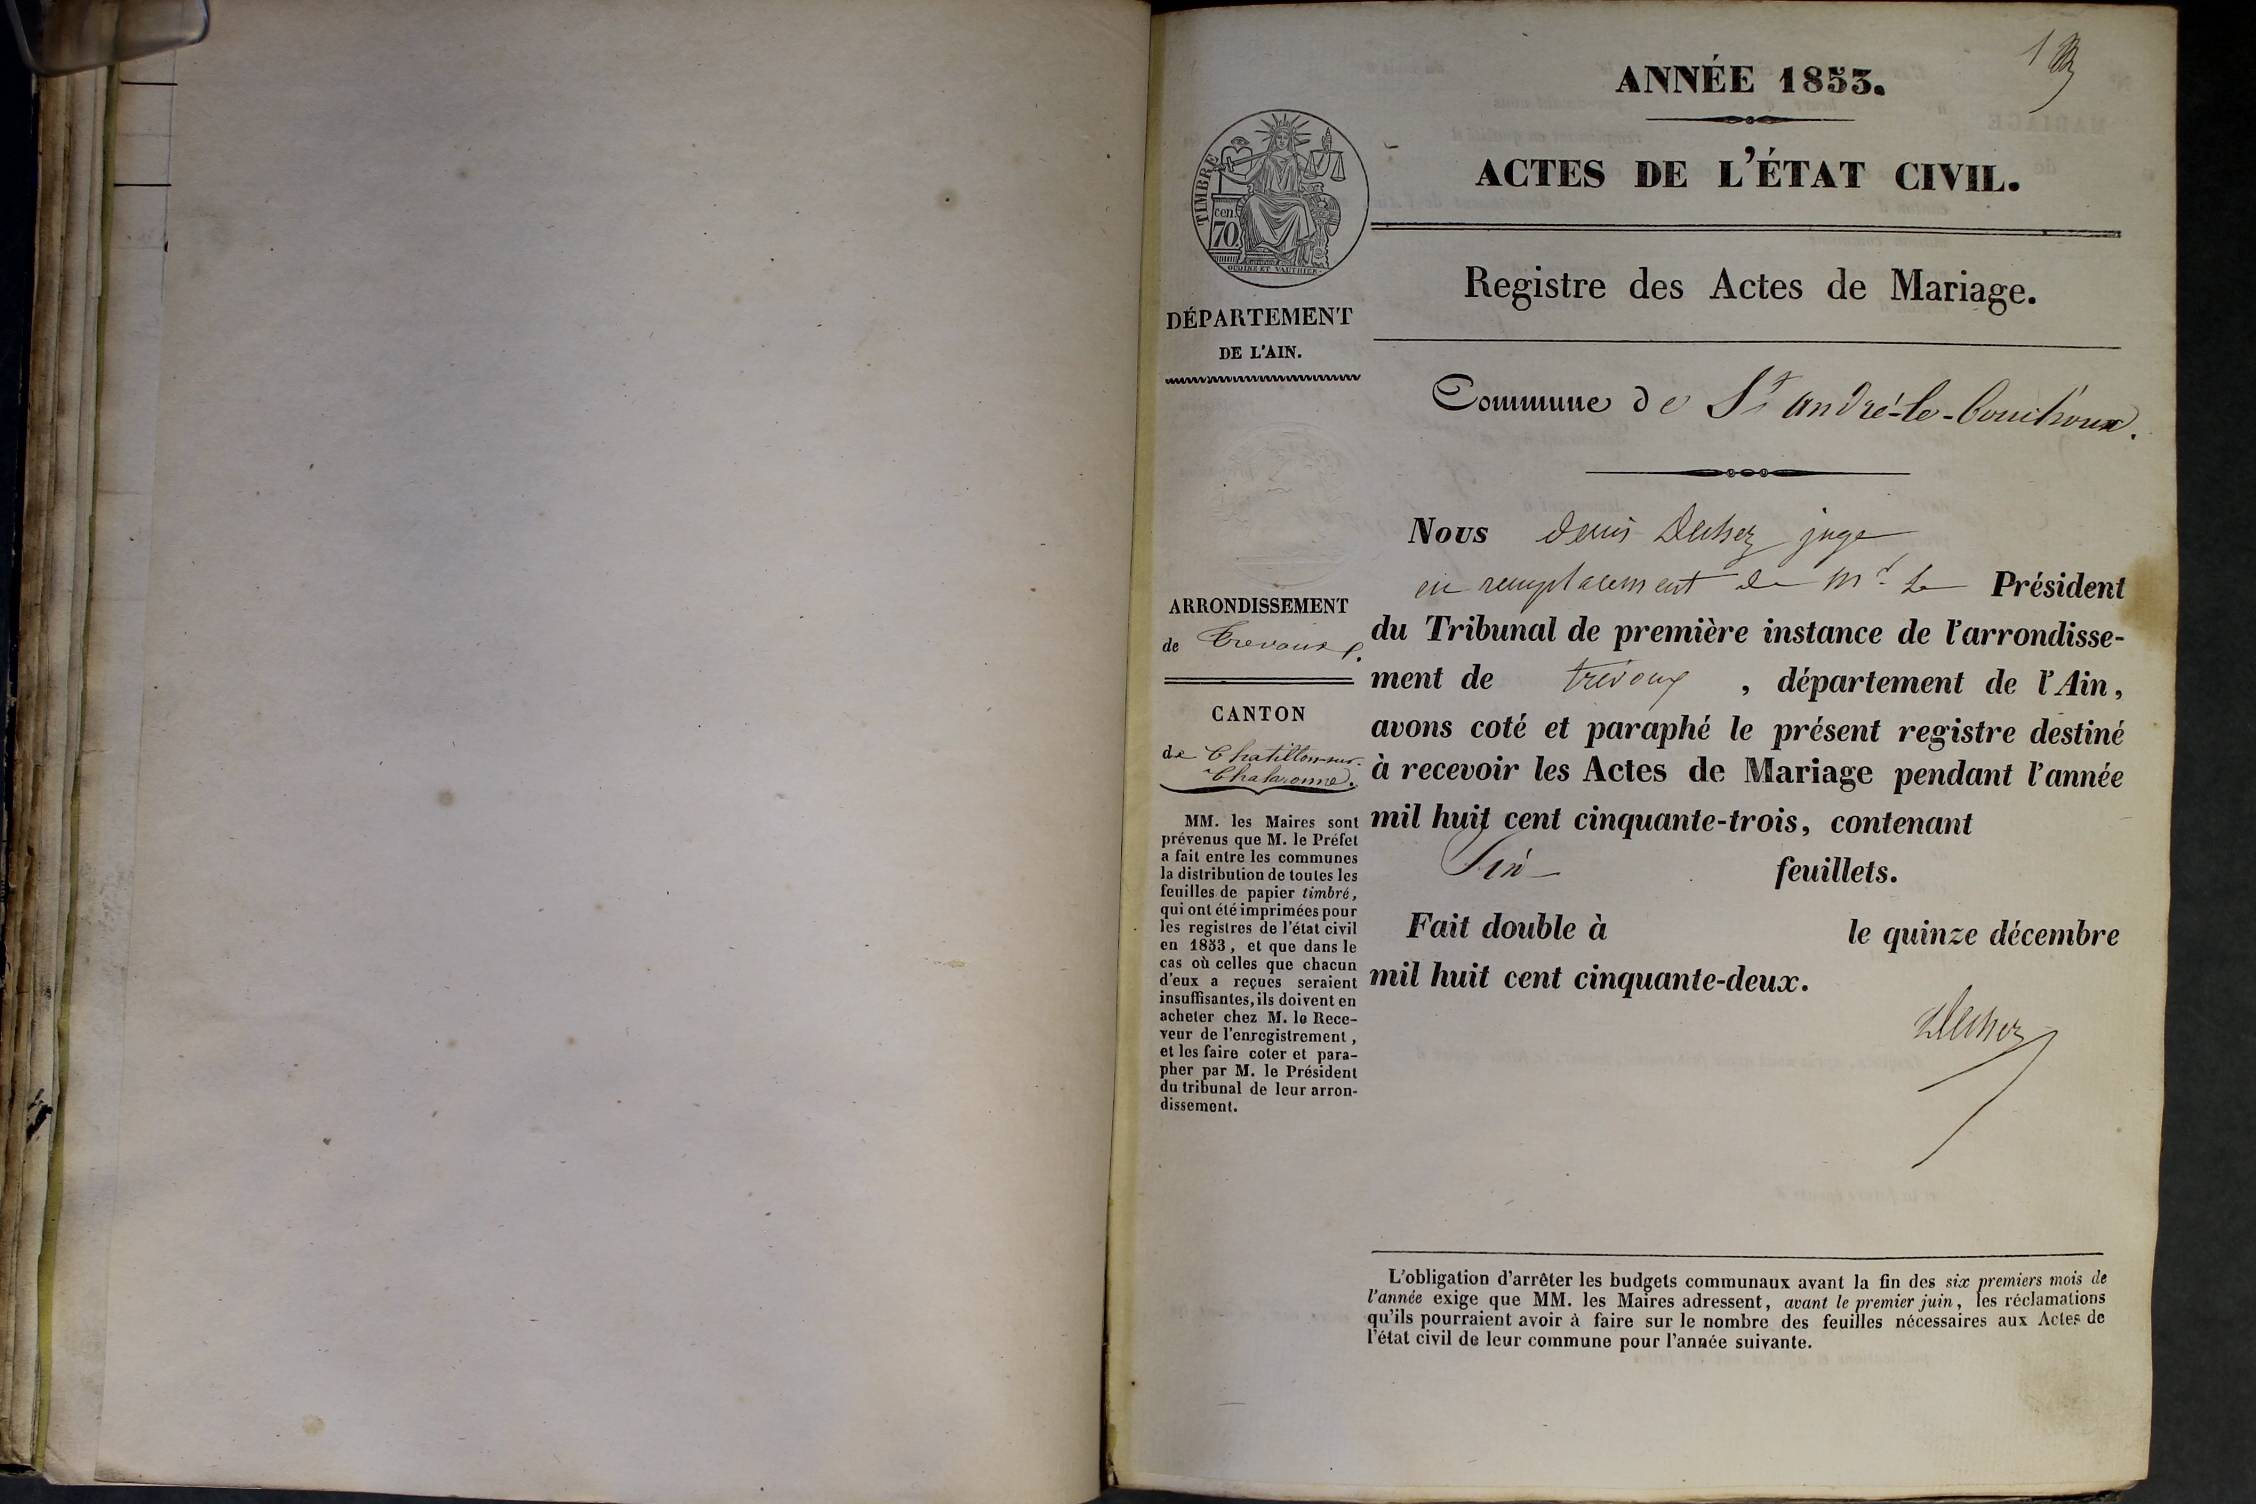 1
ANNÉE 1853.
ACTES DE L'ÉTAT CIVIL.
TIMBRE
cen.
70.
OUDINE ET VAUTHIER.
Registre des Actes de Mariage.
DÉPARTEMENT
DE L'AIN.
Commune de St andré-le-bouchoux.
Nous denis Dechez juge
en remplacement de mr. Le Président
du Tribunal de première instance de l'arrondisse-
ment de trévoux , département de l'Ain,
avons coté et paraphé le présent registre destiné
à recevoir les Actes de Mariage pendant l'année
mil huit cent cinquante-trois, contenant
feuillets.
Fait double à le quinze décembre
mil huit cent cinquante-deux.
ARRONDISSEMENT
de Trevoux.
CANTON
de Chatillon-sur-
Chalaronne.
MM. les Maires sont
prévenus que M. le Préfet
a fait entre les communes
la distribution de toutes les
feuilles de papier timbré,
qui ont été imprimées pour
les registres de l'état civil
en 1853, et que dans le
cas où celles que chacun
d'eux a reçues seraient
insuffisantes, ils doivent en
acheter chez M. le Rece-
veur de l'enregistrement,
et les faire coter et para-
pher par M. le Président
du tribunal de leur arron-
dissement.
Dechez
L'obligation d'arrêter les budgets communaux avant la fin des six premiers mois de
l'année exige que MM. les Maires adressent, avant le premier juin, les réclamations
qu'ils pourraient avoir à faire sur le nombre des feuilles nécessaires aux Actes de
l'état civil de leur commune pour l'année suivante.